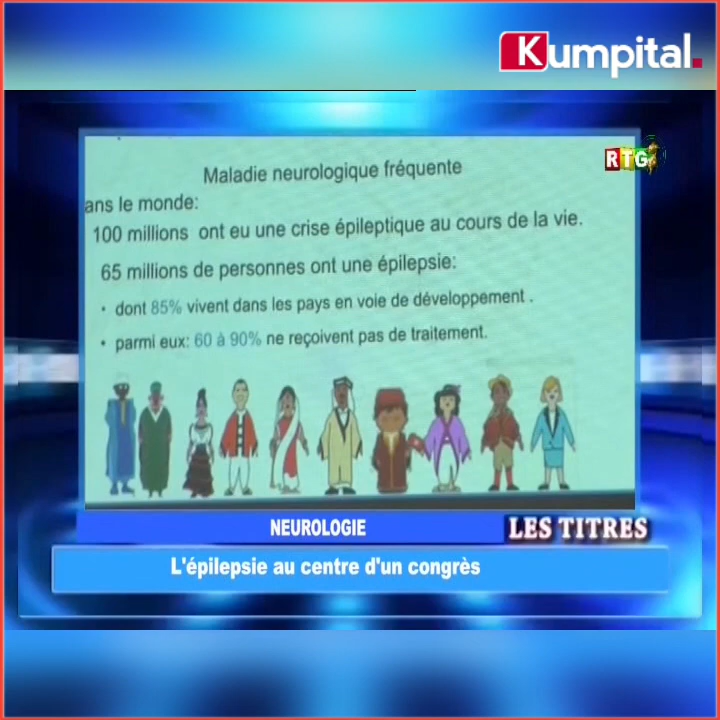 Kumpital.
RTG
Maladie neurologique fréquente
ans le monde:
100 millions ont eu une crise épileptique au cours de la vie.
65 millions de personnes ont une épilepsie:
• dont 85% vivent dans les pays en voie de développement .
• parmi eux: 60 à 90% ne reçoivent pas de traitement.
NEUROLOGIE
LES TITRES
L'épilepsie au centre d'un congrès